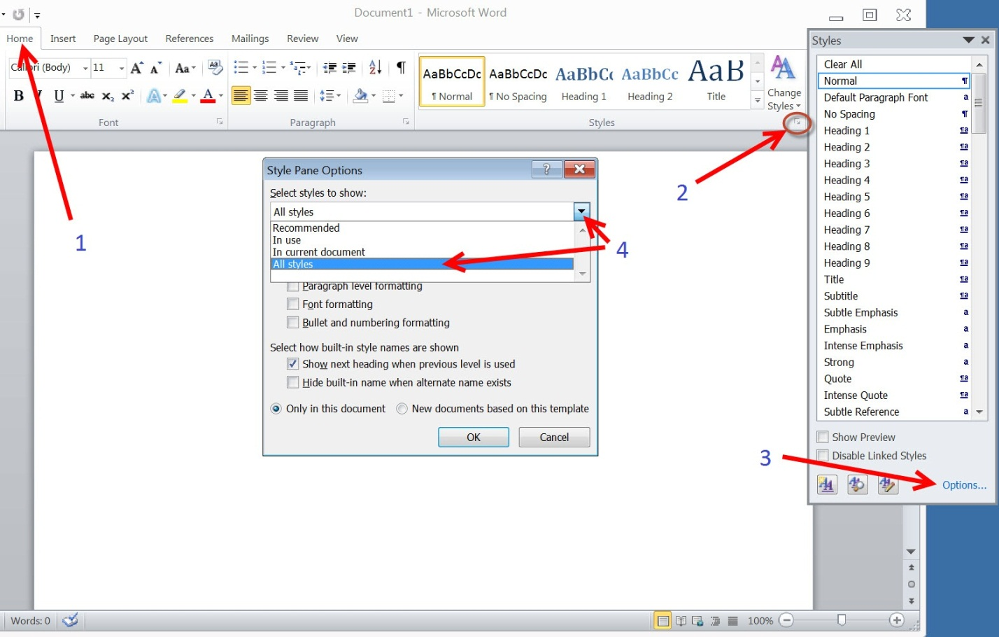 Document1 - Microsoft Word
Home Insert Page Layout References Mailings Review View
Calibri (Body) 11 Aa
B I U abc x₂ x² A A
Font
Paragraph
AaBbCcDc AaBbCcDc AaBbCc AaBbCc AaB
¶ Normal ¶ No Spacing Heading 1 Heading 2 Title
Change
Styles
Styles
1
2
Style Pane Options
Select styles to show:
All styles
Recommended
In use
In current document
All styles
4
Paragraph level formatting
Font formatting
Bullet and numbering formatting
Select how built-in style names are shown
Show next heading when previous level is used
Hide built-in name when alternate name exists
Only in this document New documents based on this template
OK Cancel
Styles
Clear All
Normal ¶
Default Paragraph Font a
No Spacing ¶
Heading 1 ¶a
Heading 2 ¶a
Heading 3 ¶a
Heading 4 ¶a
Heading 5 ¶a
Heading 6 ¶a
Heading 7 ¶a
Heading 8 ¶a
Heading 9 ¶a
Title ¶a
Subtitle ¶a
Subtle Emphasis a
Emphasis a
Intense Emphasis a
Strong a
Quote ¶a
Intense Quote ¶a
Subtle Reference a
Show Preview
Disable Linked Styles
3
Options...
Words: 0
100%